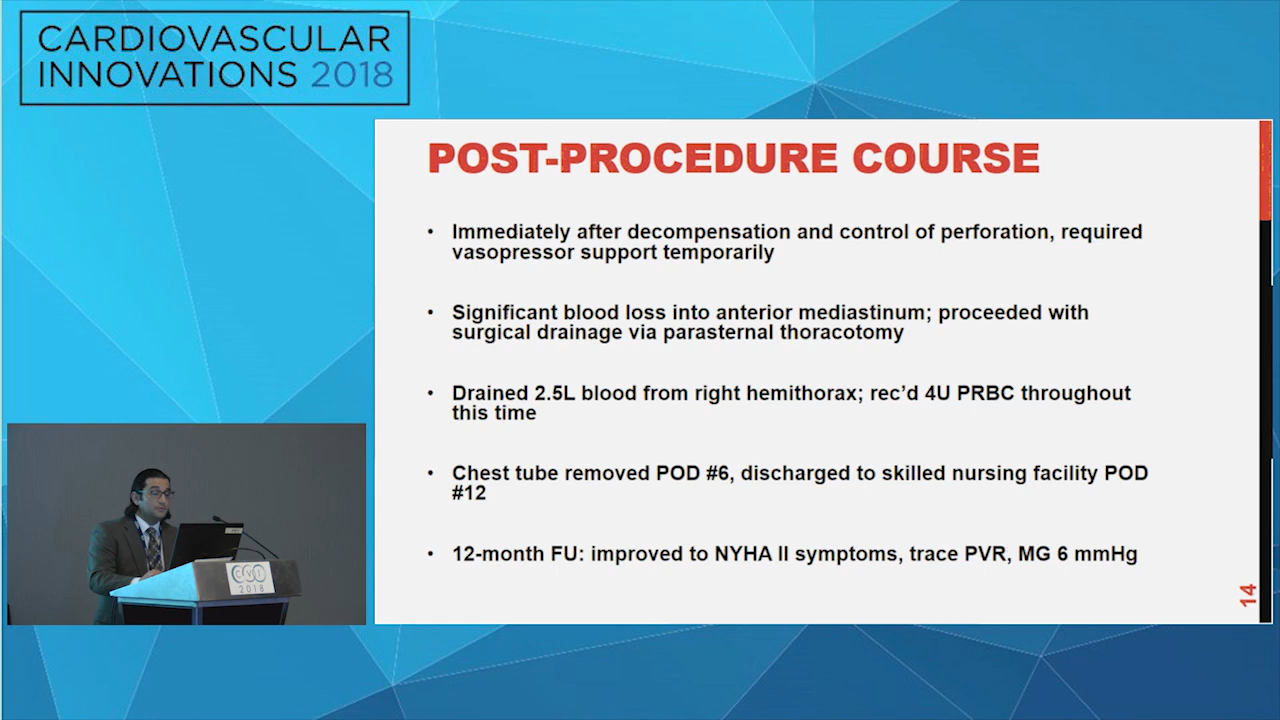 CARDIOVASCULAR
INNOVATIONS 2018
POST-PROCEDURE COURSE
• Immediately after decompensation and control of perforation, required
vasopressor support temporarily
• Significant blood loss into anterior mediastinum; proceeded with
surgical drainage via parasternal thoracotomy
• Drained 2.5L blood from right hemithorax; rec’d 4U PRBC throughout
this time
• Chest tube removed POD #6, discharged to skilled nursing facility POD
#12
• 12-month FU: improved to NYHA II symptoms, trace PVR, MG 6 mmHg
14
CVI
2018